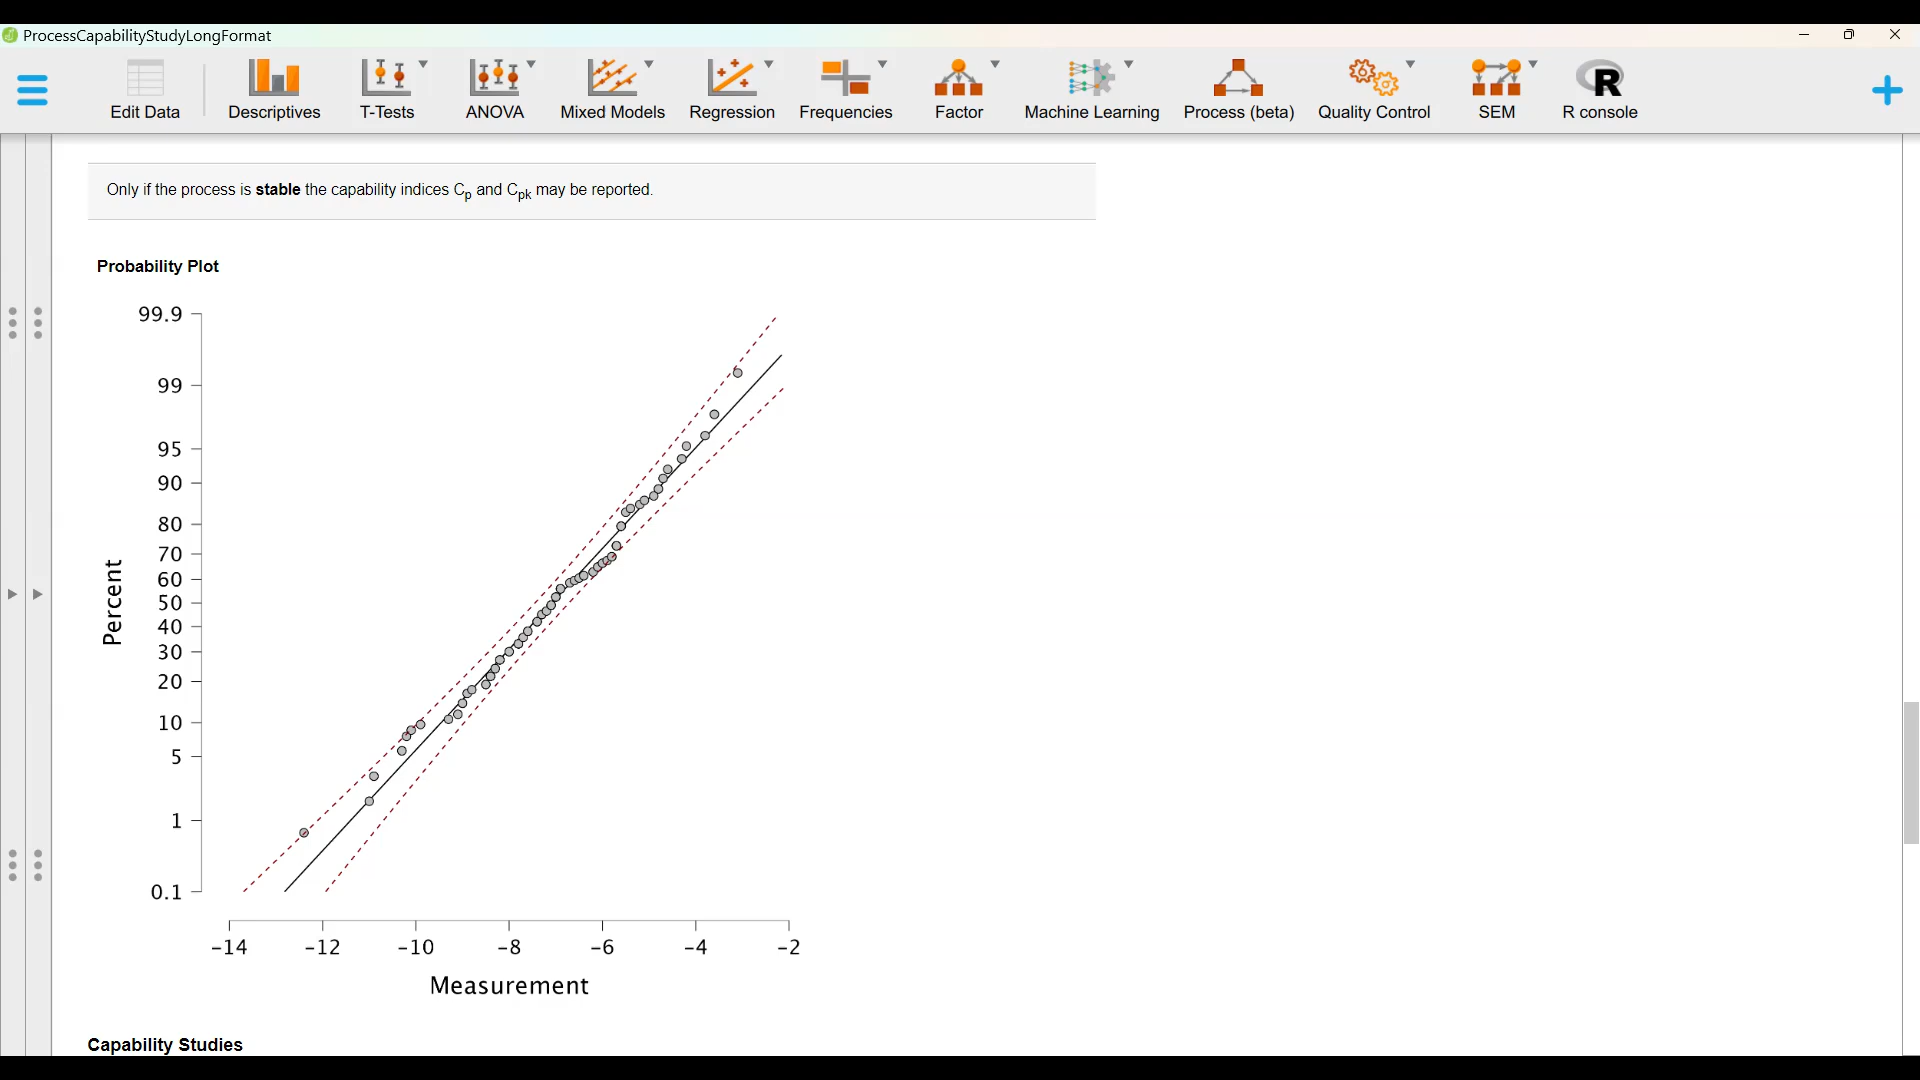 ProcessCapabilityStudyLongFormat
Edit Data Descriptives T-Tests ANOVA Mixed Models Regression Frequencies Factor Machine Learning Process (beta) Quality Control SEM R console
Only if the process is stable the capability indices Cp and Cpk may be reported.
Probability Plot
99.9
99
95
90
80
70
60
50
40
30
20
10
5
1
0.1
Percent
-14 -12 -10 -8 -6 -4 -2
Measurement
Capability Studies